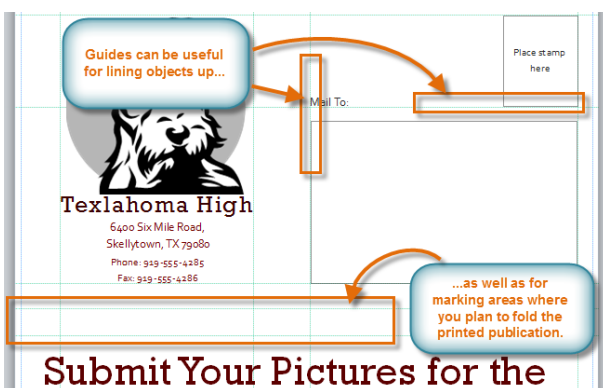 Guides can be useful
for lining objects up...
Place stamp
here
Mail To:
Texlahoma High
6400 Six Mile Road,
Skellytown, TX 79080
Phone: 919-555-4285
Fax: 919-555-4286
...as well as for
marking areas where
you plan to fold the
printed publication.
Submit Your Pictures for the